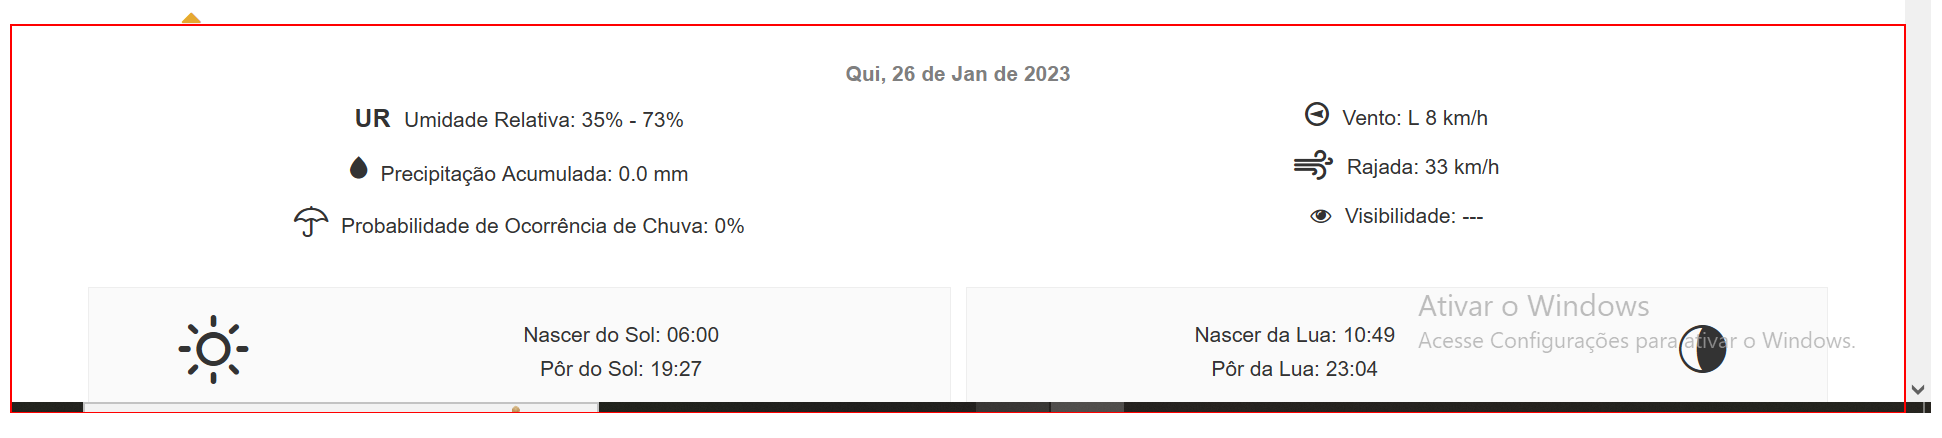 Qui, 26 de Jan de 2023
UR Umidade Relativa: 35% - 73%
Precipitação Acumulada: 0.0 mm
Probabilidade de Ocorrência de Chuva: 0%
Vento: L 8 km/h
Rajada: 33 km/h
Visibilidade: ---
Nascer do Sol: 06:00
Pôr do Sol: 19:27
Nascer da Lua: 10:49
Pôr da Lua: 23:04
Ativar o Windows
Acesse Configurações para ativar o Windows.